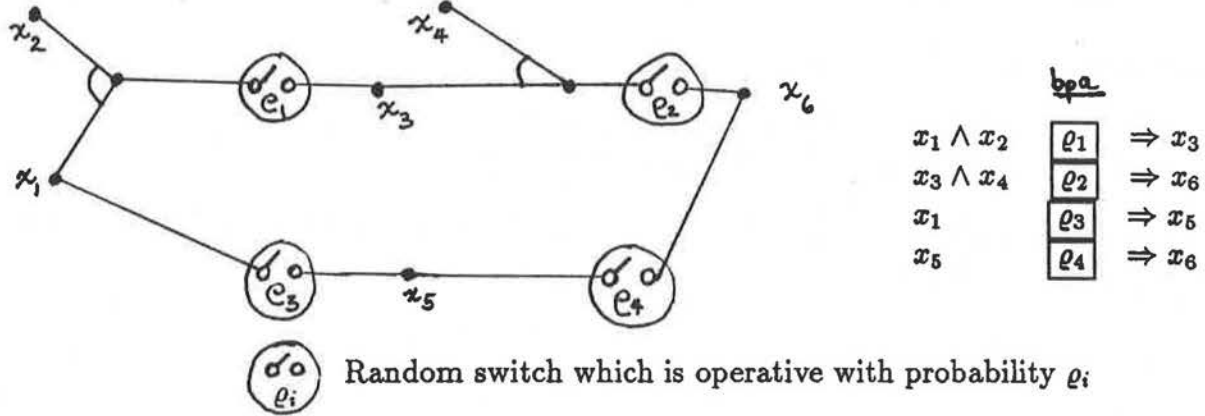 x₂
x₄
ϱ₁
x₃
ϱ₂
x₆
x₁
ϱ₃
x₅
ϱ₄
bpa
x₁ ∧ x₂ ϱ₁ ⇒ x₃
x₃ ∧ x₄ ϱ₂ ⇒ x₆
x₁ ϱ₃ ⇒ x₅
x₅ ϱ₄ ⇒ x₆
ϱᵢ Random switch which is operative with probability ϱᵢ